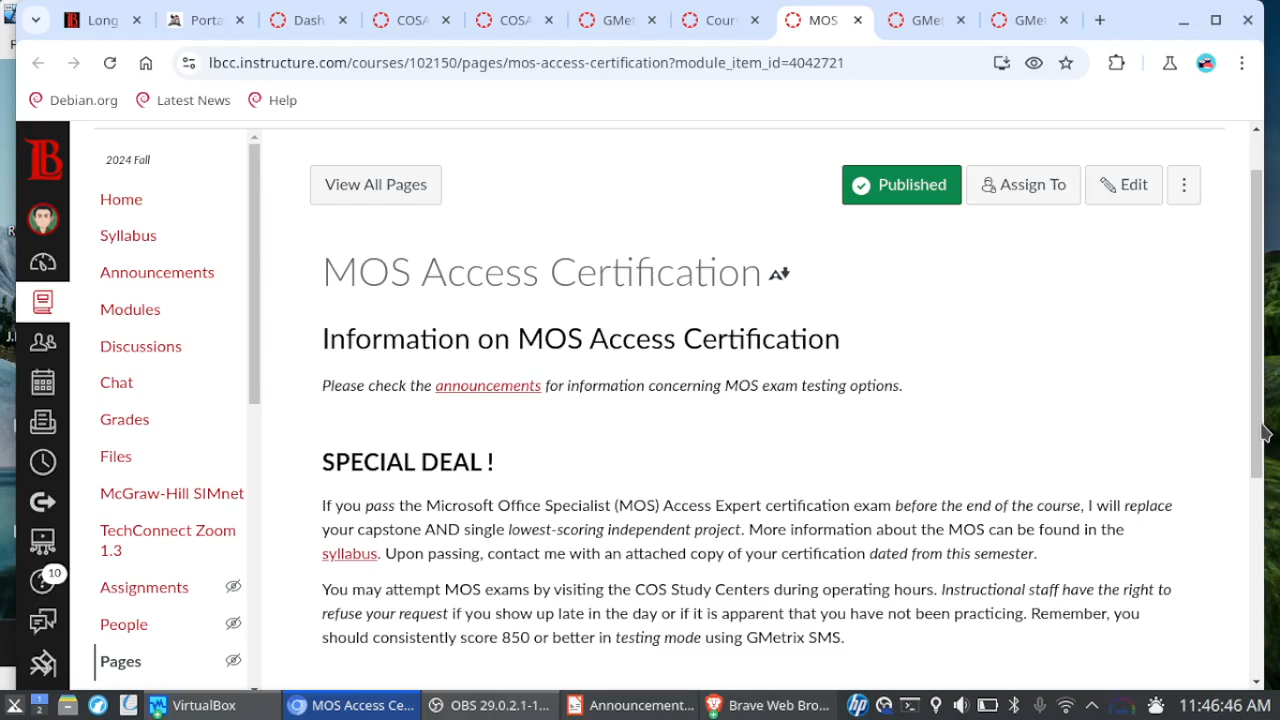 Long
Porta
Dash
COSA
COSA
GMet
Cours
MOS
GMet
GMet
lbcc.instructure.com/courses/102150/pages/mos-access-certification?module_item_id=4042721
Debian.org
Latest News
Help
LB
2024 Fall
Home
Syllabus
Announcements
Modules
Discussions
Chat
Grades
Files
McGraw-Hill SIMnet
TechConnect Zoom
1.3
Assignments
People
Pages
10
View All Pages
Published
Assign To
Edit
MOS Access Certification
Information on MOS Access Certification
Please check the announcements for information concerning MOS exam testing options.
SPECIAL DEAL !
If you pass the Microsoft Office Specialist (MOS) Access Expert certification exam before the end of the course, I will replace
your capstone AND single lowest-scoring independent project. More information about the MOS can be found in the
syllabus. Upon passing, contact me with an attached copy of your certification dated from this semester.
You may attempt MOS exams by visiting the COS Study Centers during operating hours. Instructional staff have the right to
refuse your request if you show up late in the day or if it is apparent that you have not been practicing. Remember, you
should consistently score 850 or better in testing mode using GMetrix SMS.
1
2
VirtualBox
MOS Access Ce...
OBS 29.0.2.1-1...
Announcement...
Brave Web Bro...
11:46:46 AM